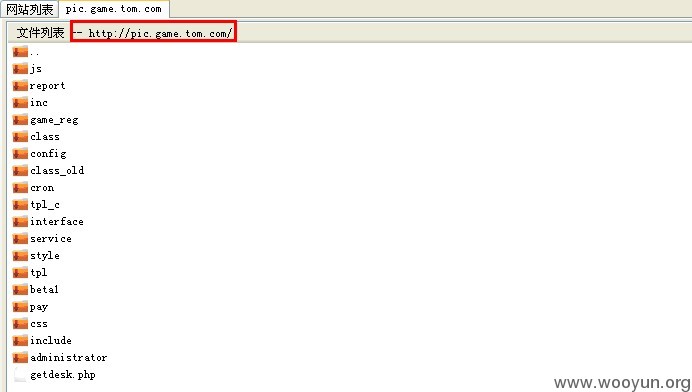 网站列表 pic.game.tom.com
文件列表 -- http://pic.game.tom.com/
..
js
report
inc
game_reg
class
config
class_old
cron
tpl_c
interface
service
style
tpl
beta1
pay
css
include
administrator
getdesk.php
www.wooyun.org